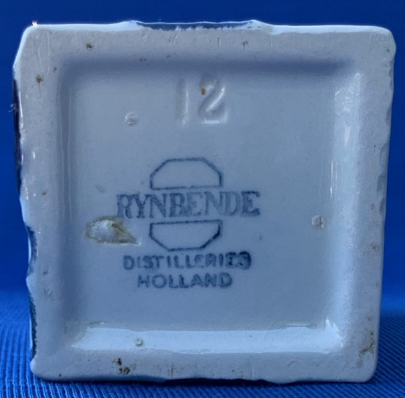 12
RYNBENDE
DISTILLERIES
HOLLAND